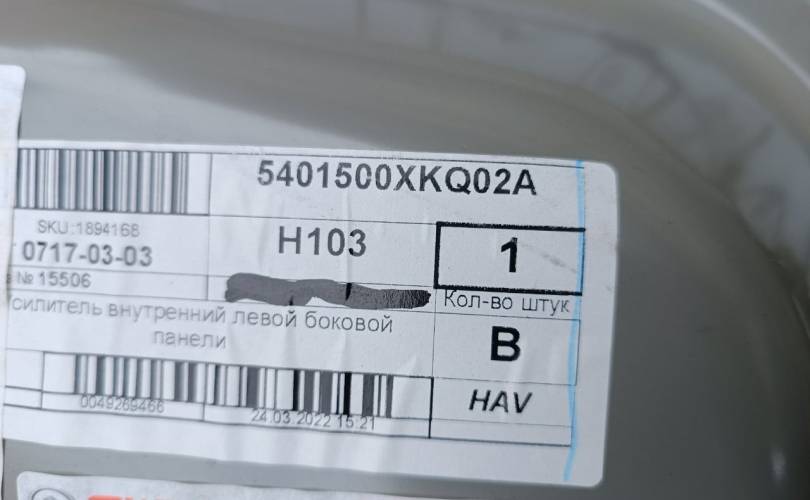 5401500XKQ02A
SKU:1894168
0717-03-03
H103
1
№ 15506
Кол-во штук
силитель внутренний левой боковой
панели
B
HAV
0049269466
24.03.2022 15:21